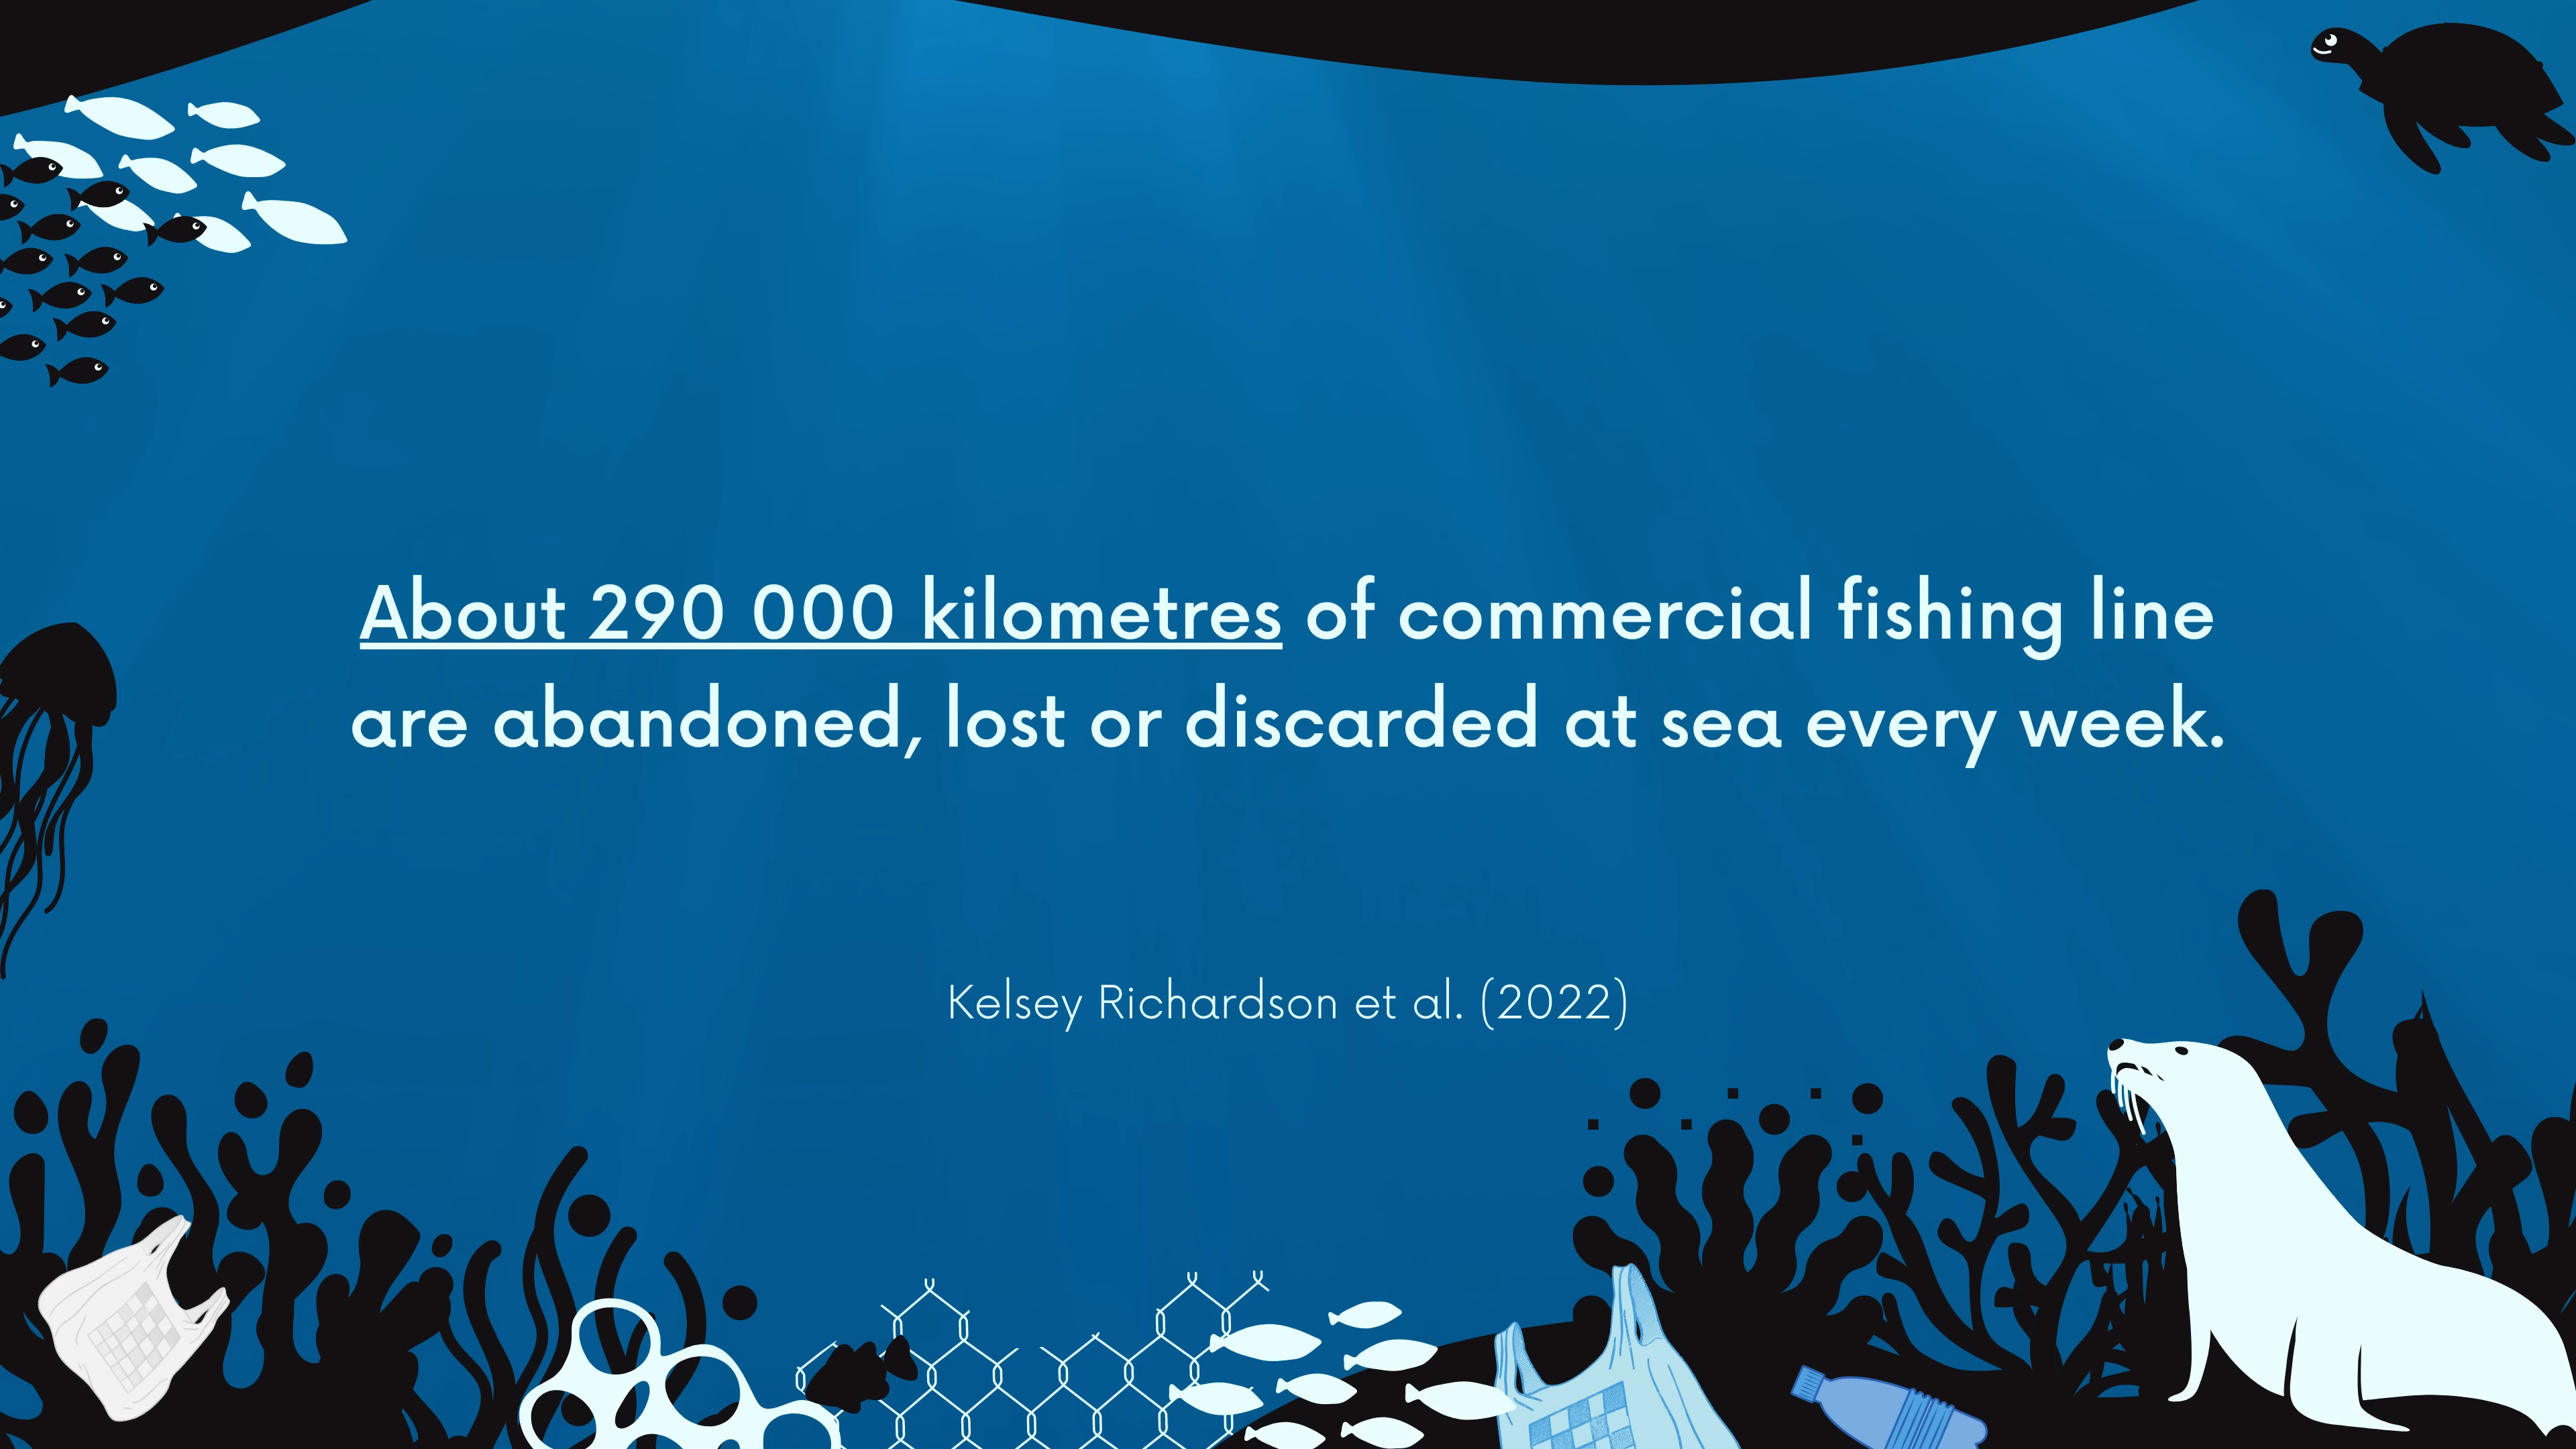 About 290 000 kilometres of commercial fishing line
are abandoned, lost or discarded at sea every week.
Kelsey Richardson et al. (2022)